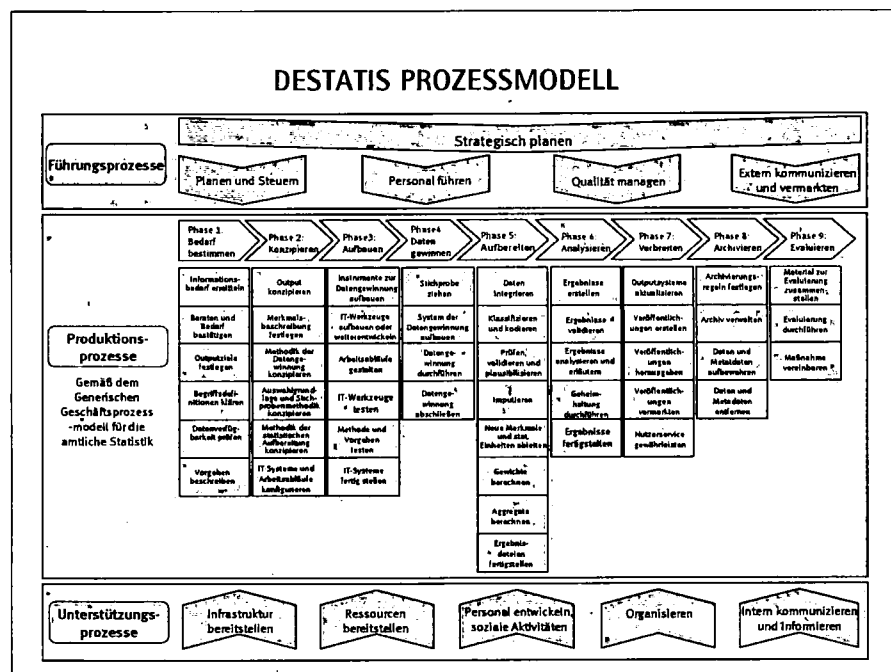 DESTATIS PROZESSMODELL
Führungsprozesse
Strategisch planen
Planen und Steuern
Personal führen
Qualität managen
Extern kommunizieren
und vermarkten
Produktions-
prozesse
Gemäß dem
Generischen
Geschäftsprozess
-modell für die
amtliche Statistik
Phase 1:
Bedarf
bestimmen
Informations-
bedarf ermitteln
Beraten und
Bedarf
bestätigen
Outputziele
festlegen
Begriffsdefi-
nitionen klären
Datenverfüg-
barkeit prüfen
Vorgaben
beschreiben
Phase 2:
Konzipieren
Output
konzipieren
Merkmals-
beschreibung
festlegen
Methodik der
Datenge-
winnung
konzipieren
Auswahlgrund-
lage und Stich-
probenmethodik
konzipieren
Methodik der
statistischen
Aufbereitung
konzipieren
IT Systeme und
Arbeitsabläufe
konfigurieren
Phase3:
Aufbauen
Instrumente zur
Datengewinnung
aufbauen
IT-Werkzeuge
aufbauen oder
weiterentwickeln
Arbeitsabläufe
gestalten
IT-Werkzeuge
testen
Methode und
Vorgaben
testen
IT-Systeme
fertig stellen
Phase4
Daten
gewinnen
Stichprobe
ziehen
System der
Datengewinnung
aufbauen
Datenge-
winnung
durchführen
Datenge-
winnung
abschließen
Phase 5:
Aufbereiten
Daten
integrieren
Klassifizieren
und kodieren
Prüfen,
validieren und
plausibilisieren
Imputieren
Neue Merkmale
und stat.
Einheiten ableiten
Gewichte
berechnen
Aggregate
berechnen
Ergebnis-
dateien
fertigstellen
Phase 6:
Analysieren
Ergebnisse
erstellen
Ergebnisse
validieren
Ergebnisse
analysieren und
erläutern
Geheim-
haltung
durchführen
Ergebnisse
fertigstellen
Phase 7:
Verbreiten
Outputsysteme
aktualisieren
Veröffentlich-
ungen erstellen
Veröffentlich-
ungen
herausgeben
Veröffentlich-
ungen
vermarkten
Nutzerservice
gewährleisten
Phase 8:
Archivieren
Archivierungs-
regeln festlegen
Archiv verwalten
Daten und
Metadaten
aufbewahren
Daten und
Metadaten
entfernen
Phase 9:
Evaluieren
Material zur
Evaluierung
zusammen-
stellen
Evaluierung
durchführen
Maßnahme
vereinbaren
Unterstützungs-
prozesse
Infrastruktur
bereitstellen
Ressourcen
bereitstellen
Personal entwickeln,
soziale Aktivitäten
Organisieren
Intern kommunizieren
und Informieren